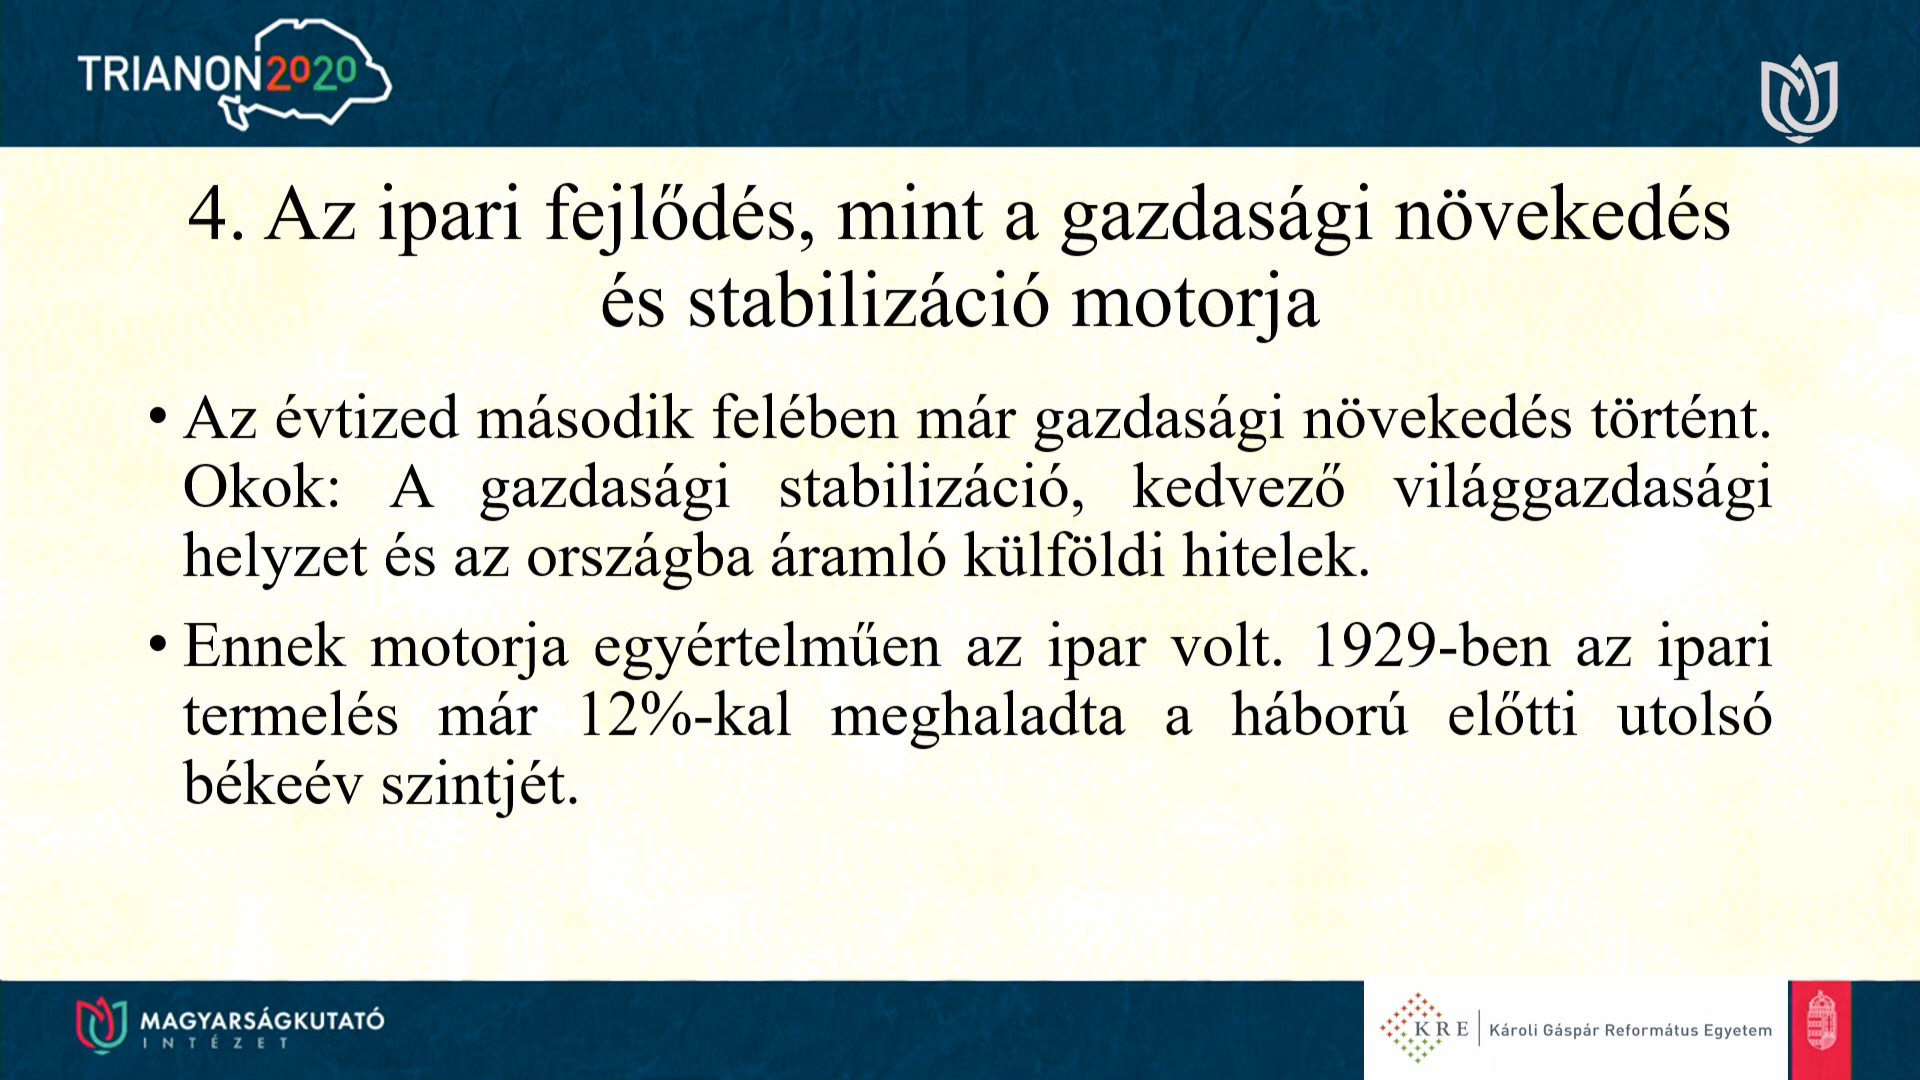 TRIANON2020
4. Az ipari fejlődés, mint a gazdasági növekedés
és stabilizáció motorja
• Az évtized második felében már gazdasági növekedés történt.
Okok: A gazdasági stabilizáció, kedvező világgazdasági
helyzet és az országba áramló külföldi hitelek.
• Ennek motorja egyértelműen az ipar volt. 1929-ben az ipari
termelés már 12%-kal meghaladta a háború előtti utolsó
békeév szintjét.
MAGYARSÁGKUTATÓ
INTÉZET
KRE
Károli Gáspár Református Egyetem